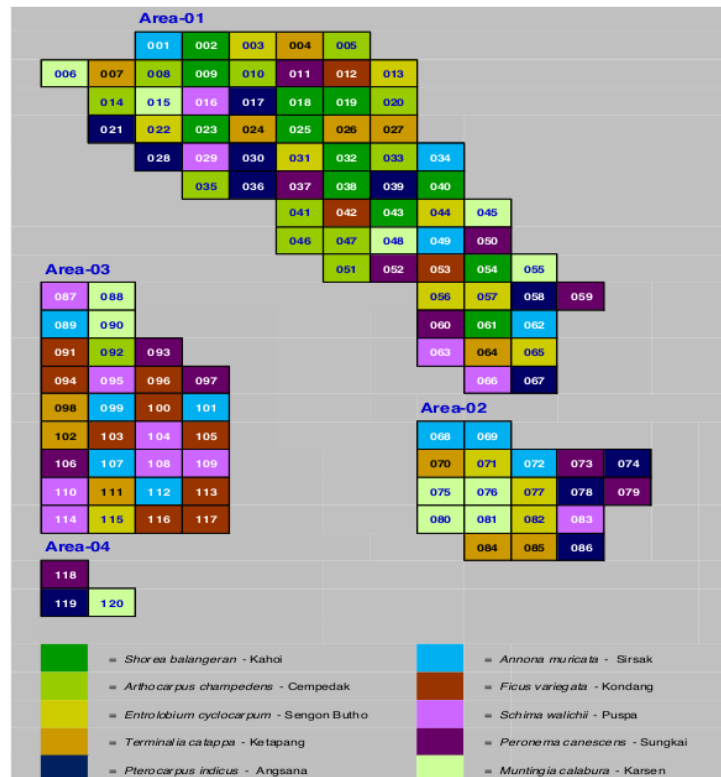 Area-01
001 002 003 004 005
006 007 008 009 010 011 012 013
014 015 016 017 018 019 020
021 022 023 024 025 026 027
028 029 030 031 032 033 034
035 036 037 038 039 040
041 042 043 044 045
046 047 048 049 050
051 052 053 054 055
Area-03
087 088 056 057 058 059
089 090 060 061 062
091 092 093 063 064 065
094 095 096 097 066 067
098 099 100 101 Area-02
102 103 104 105 068 069
106 107 108 109 070 071 072 073 074
110 111 112 113 075 076 077 078 079
114 115 116 117 080 081 082 083
Area-04 084 085 086
118
119 120
= Shorea balangeran - Kahoi = Annona muricata - Sirsak
= Arthocarpus champedens - Cempedak = Ficus variegata - Kondang
= Entrolobium cyclocarpum - Sengon Butho = Schima walichii - Puspa
= Terminalia catappa - Ketapang = Peronema canescens - Sungkai
= Pterocarpus indicus - Angsana = Muntingia calabura - Karsen